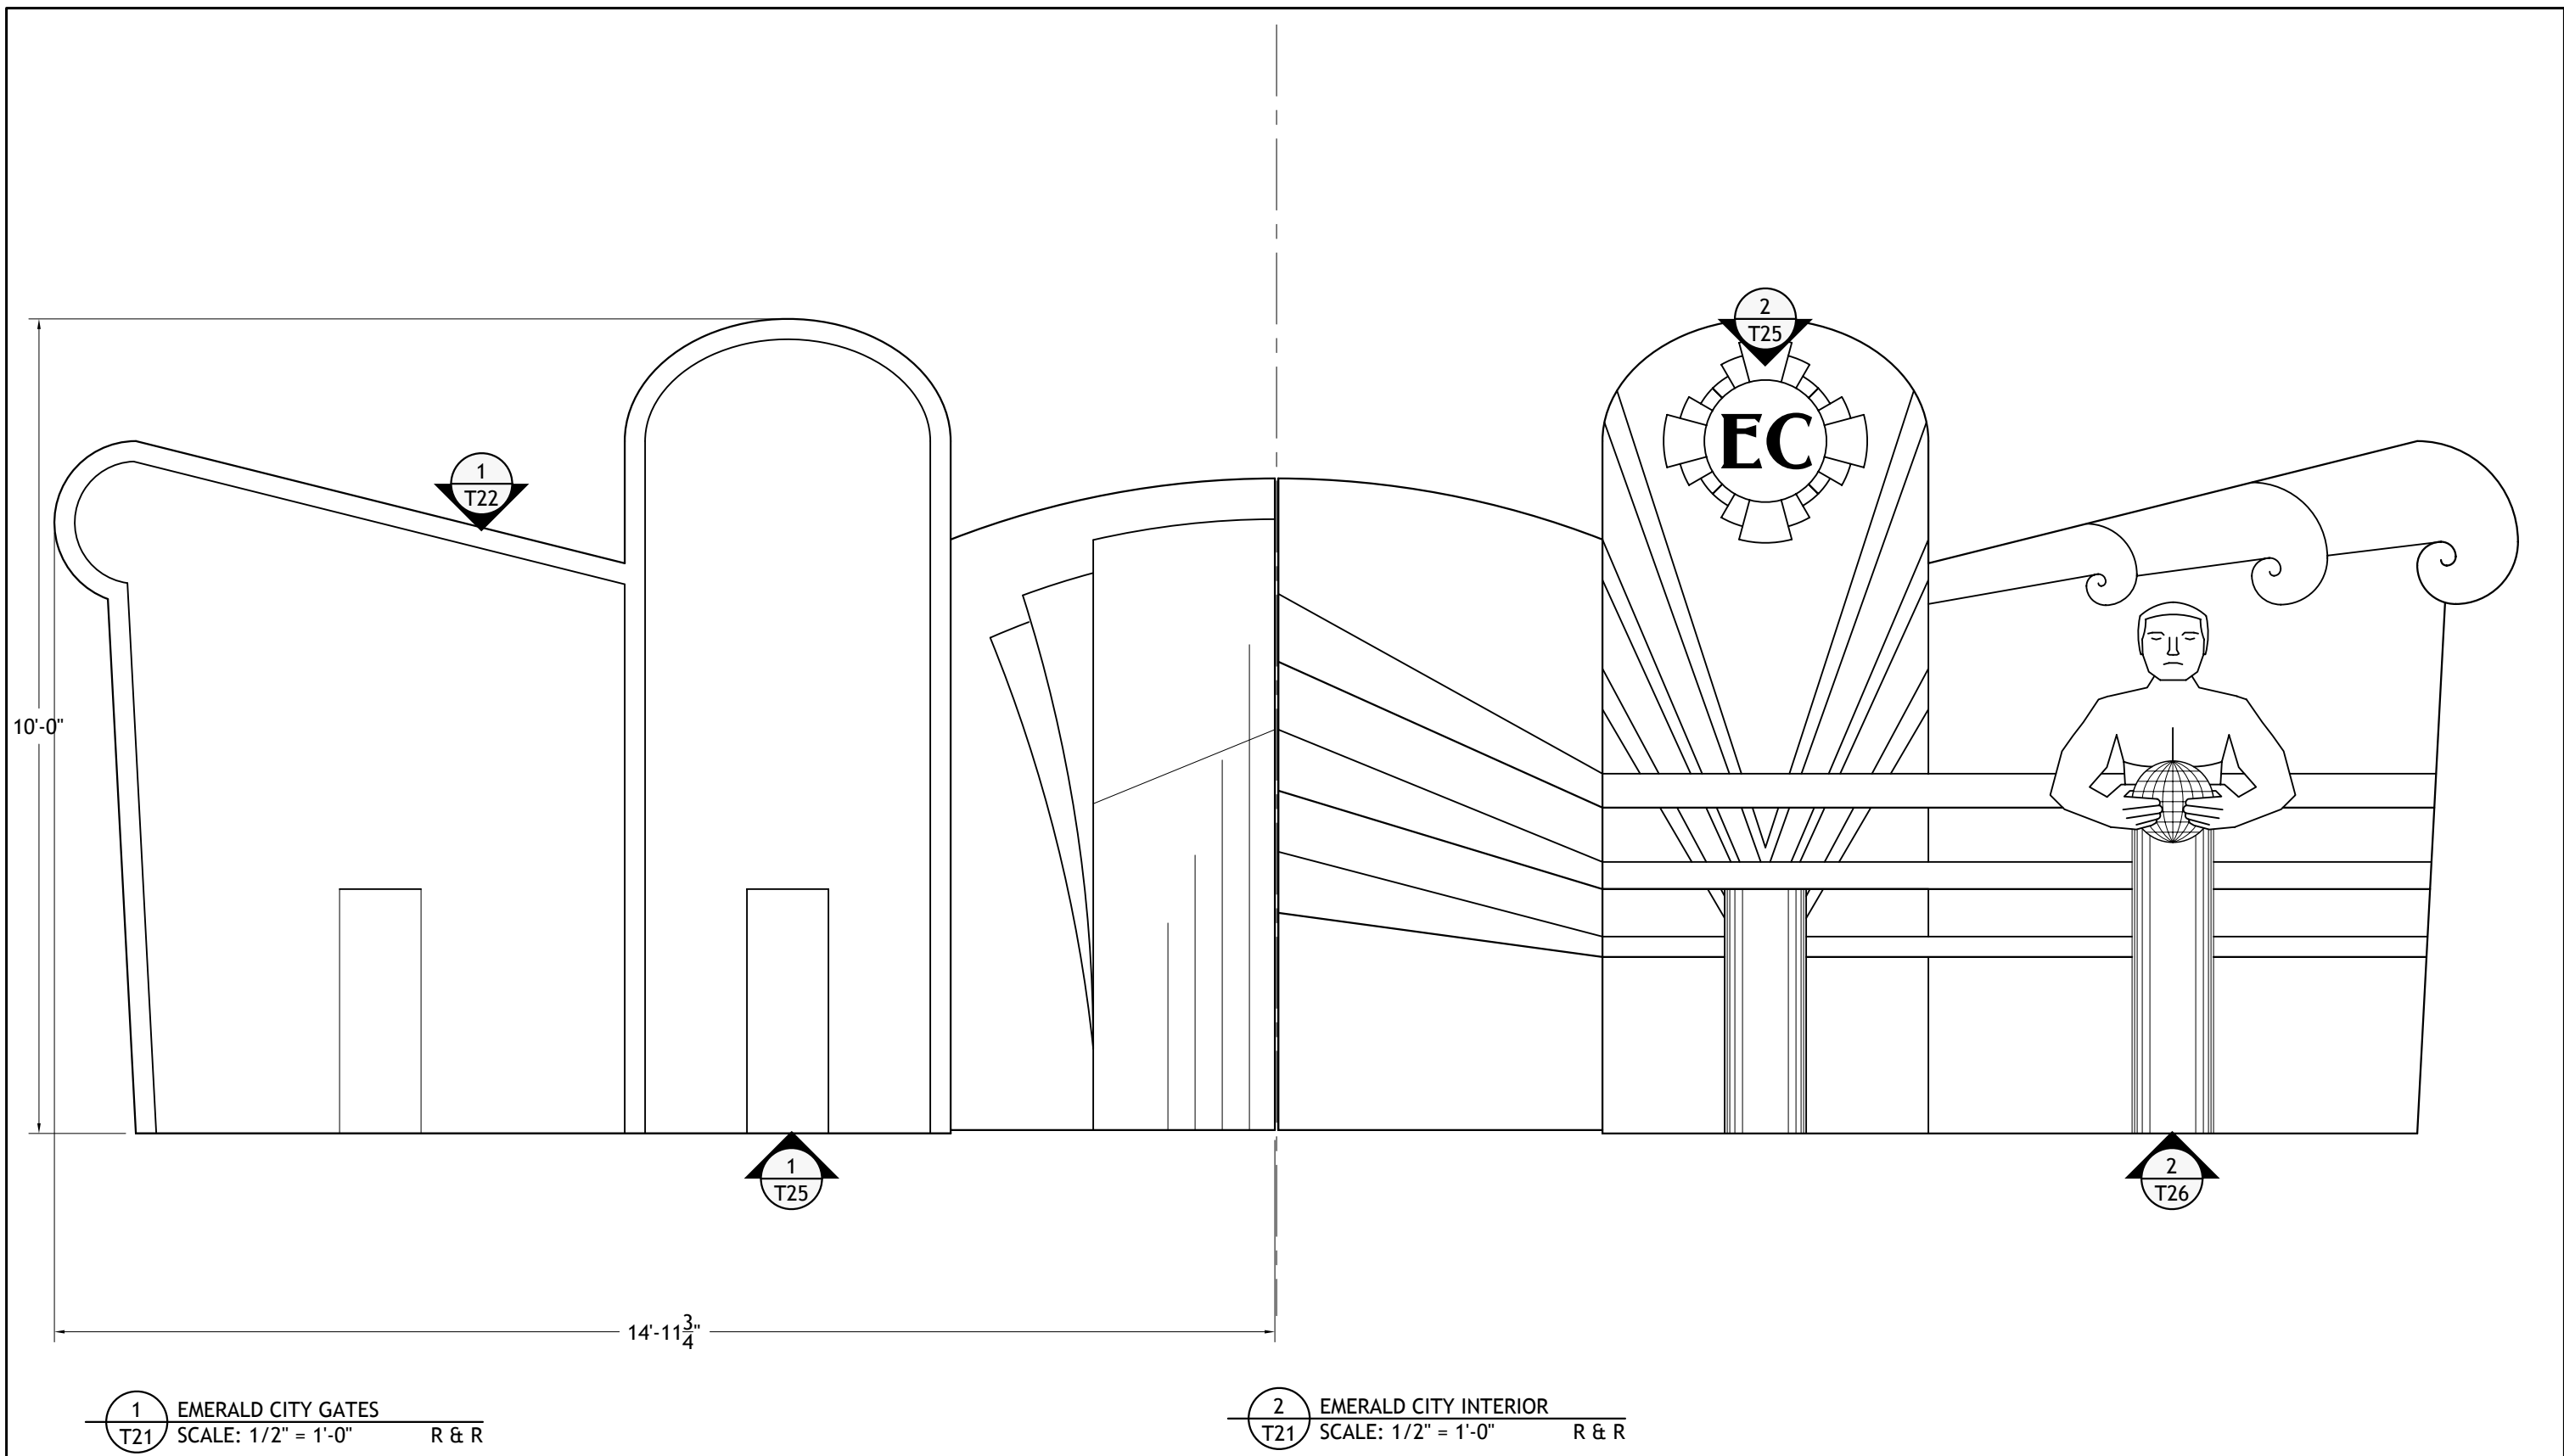 2
T25
EC
1
T22
10'-0"
1
T25
2
T26
14'-11 3/4"
1
T21
EMERALD CITY GATES
SCALE: 1/2" = 1'-0" R & R
2
T21
EMERALD CITY INTERIOR
SCALE: 1/2" = 1'-0" R & R